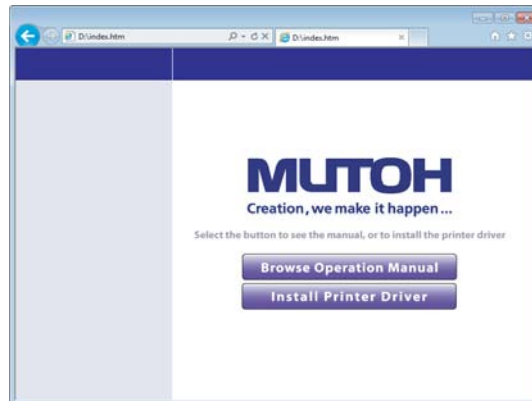 D:\index.htm
D:\index.htm
MUTOH
Creation, we make it happen...
Select the button to see the manual, or to install the printer driver
Browse Operation Manual
Install Printer Driver